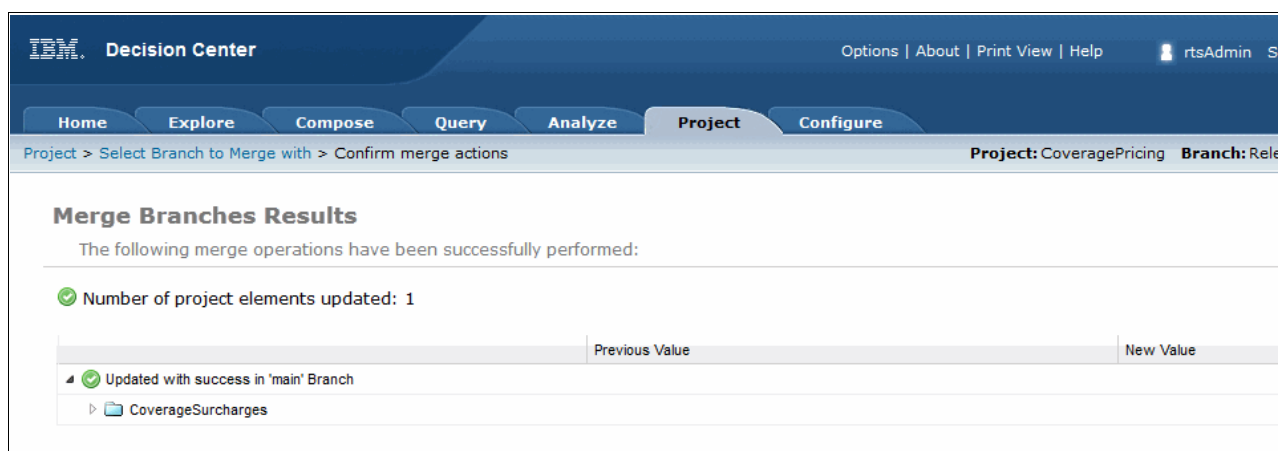 IBM. Decision Center
Options | About | Print View | Help rtsAdmin
Home Explore Compose Query Analyze Project Configure
Project > Select Branch to Merge with > Confirm merge actions Project: CoveragePricing Branch:
Merge Branches Results
The following merge operations have been successfully performed:
Number of project elements updated: 1
Previous Value New Value
Updated with success in 'main' Branch
CoverageSurcharges